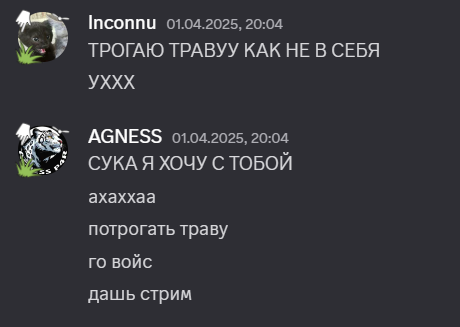 Inconnu 01.04.2025, 20:04
ТРОГАЮ ТРАВУУ КАК НЕ В СЕБЯ
УХХХ
AGNESS 01.04.2025, 20:04
СУКА Я ХОЧУ С ТОБОЙ
ахаххаа
потрогать траву
го войс
дашь стрим